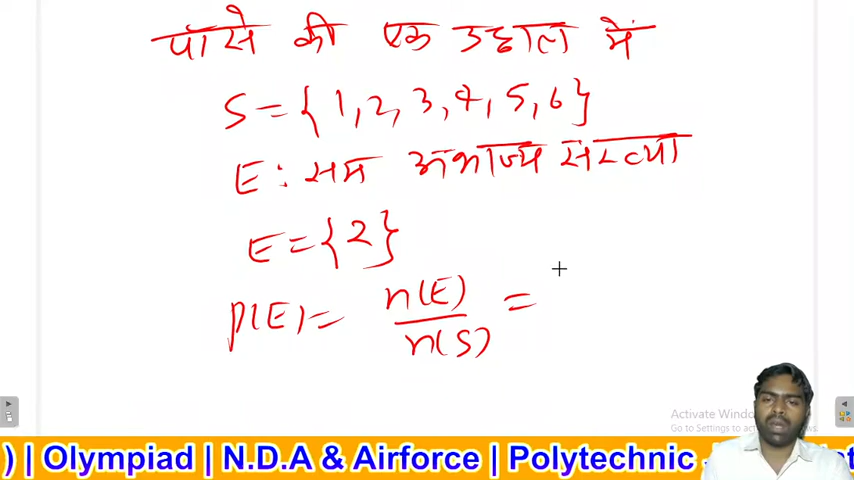 पाँसे की एक उछाल में
S = {1, 2, 3, 4, 5, 6}
E : सम अभाज्य संख्या
E = {2}
P(E) = n(E)/n(S) =
Activate Windo
Go to Settings to a
) | Olympiad | N.D.A & Airforce | Polytechnic